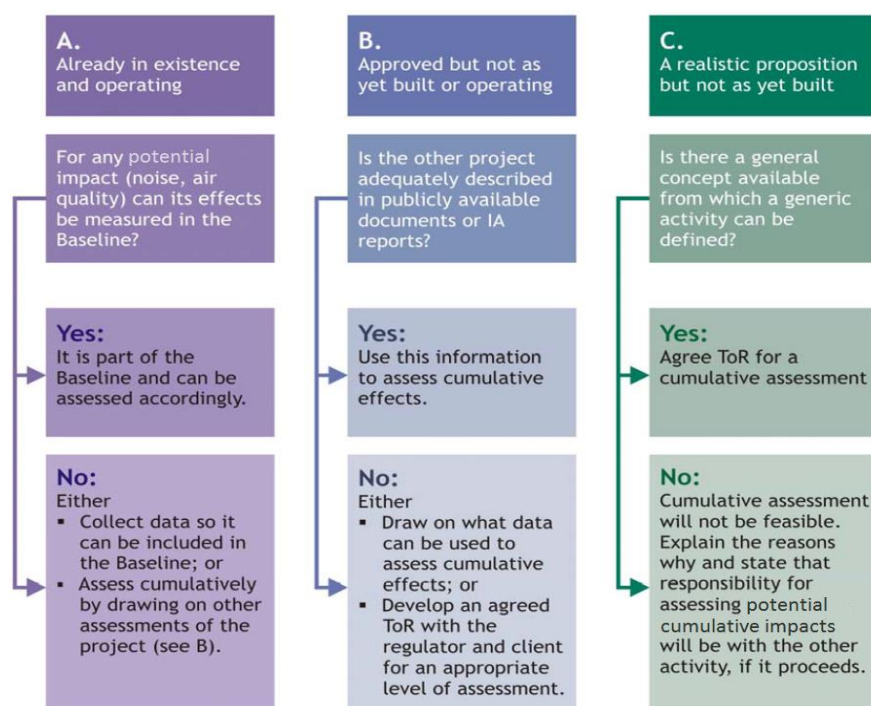 A.
Already in existence
and operating
For any potential
impact (noise, air
quality) can its effects
be measured in the
Baseline?
Yes:
It is part of the
Baseline and can be
assessed accordingly.
No:
Either
▪ Collect data so it
can be included in
the Baseline; or
▪ Assess cumulatively
by drawing on other
assessments of the
project (see B).
B.
Approved but not as
yet built or operating
Is the other project
adequately described
in publicly available
documents or IA
reports?
Yes:
Use this information
to assess cumulative
effects.
No:
Either
▪ Draw on what data
can be used to
assess cumulative
effects; or
▪ Develop an agreed
ToR with the
regulator and client
for an appropriate
level of assessment.
C.
A realistic proposition
but not as yet built
Is there a general
concept available
from which a generic
activity can be
defined?
Yes:
Agree ToR for a
cumulative assessment
No:
Cumulative assessment
will not be feasible.
Explain the reasons
why and state that
responsibility for
assessing potential
cumulative impacts
will be with the other
activity, if it proceeds.